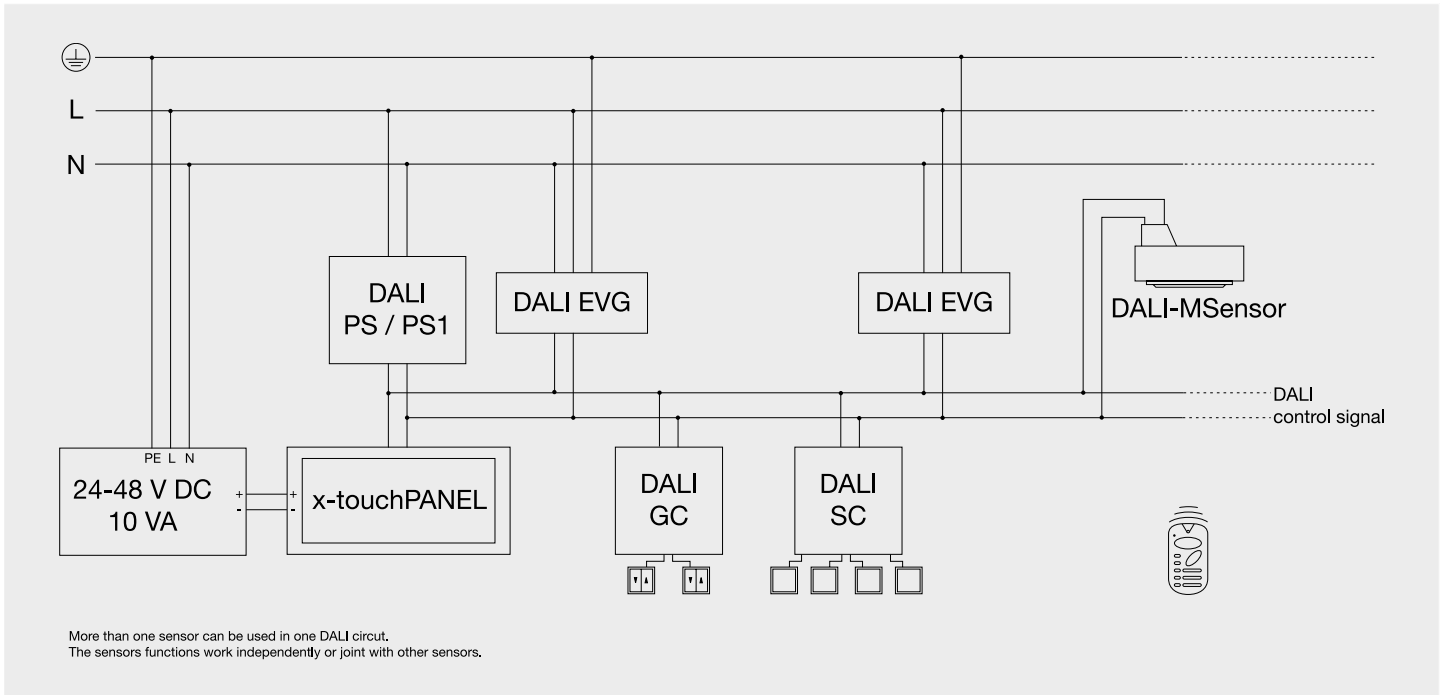 L
N
DALI
PS / PS1
DALI EVG
DALI EVG
DALI-MSensor
DALI
control signal
PE L N
24-48 V DC
10 VA
+
-
+
-
x-touchPANEL
DALI
GC
DALI
SC
More than one sensor can be used in one DALI circut.
The sensors functions work independently or joint with other sensors.